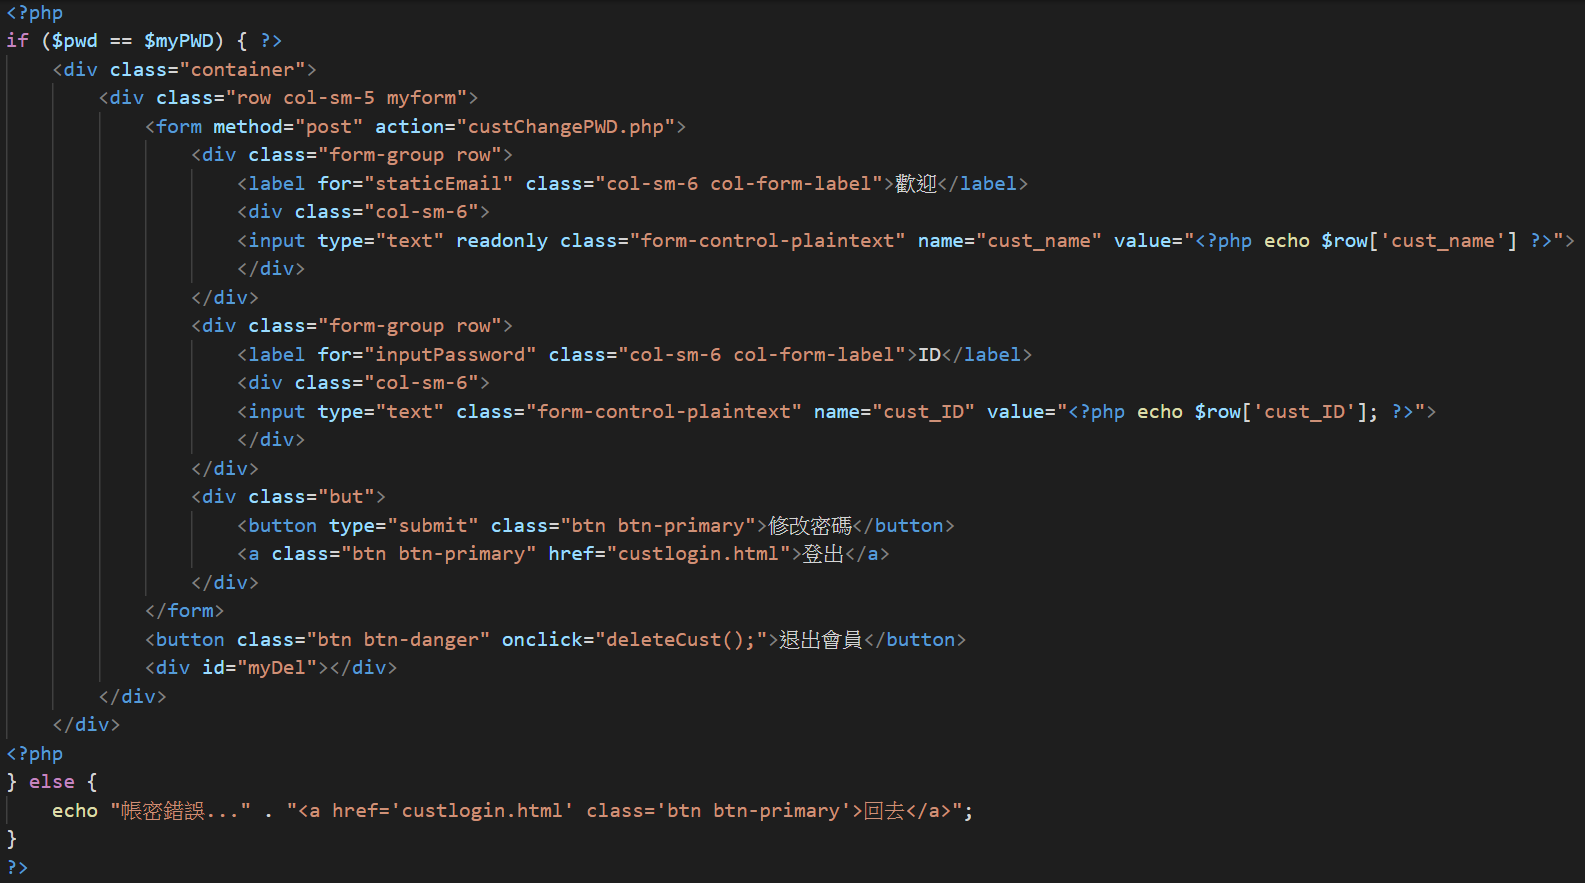 <?php
if ($pwd == $myPWD) { ?>
    <div class="container">
        <div class="row col-sm-5 myform">
            <form method="post" action="custChangePWD.php">
                <div class="form-group row">
                    <label for="staticEmail" class="col-sm-6 col-form-label">歡迎</label>
                    <div class="col-sm-6">
                    <input type="text" readonly class="form-control-plaintext" name="cust_name" value="<?php echo $row['cust_name'] ?>">
                    </div>
                </div>
                <div class="form-group row">
                    <label for="inputPassword" class="col-sm-6 col-form-label">ID</label>
                    <div class="col-sm-6">
                    <input type="text" class="form-control-plaintext" name="cust_ID" value="<?php echo $row['cust_ID']; ?>">
                    </div>
                </div>
                <div class="but">
                    <button type="submit" class="btn btn-primary">修改密碼</button>
                    <a class="btn btn-primary" href="custlogin.html">登出</a>
                </div>
            </form>
            <button class="btn btn-danger" onclick="deleteCust();">退出會員</button>
            <div id="myDel"></div>
        </div>
    </div>
<?php
} else {
    echo "帳密錯誤..." . "<a href='custlogin.html' class='btn btn-primary'>回去</a>";
}
?>